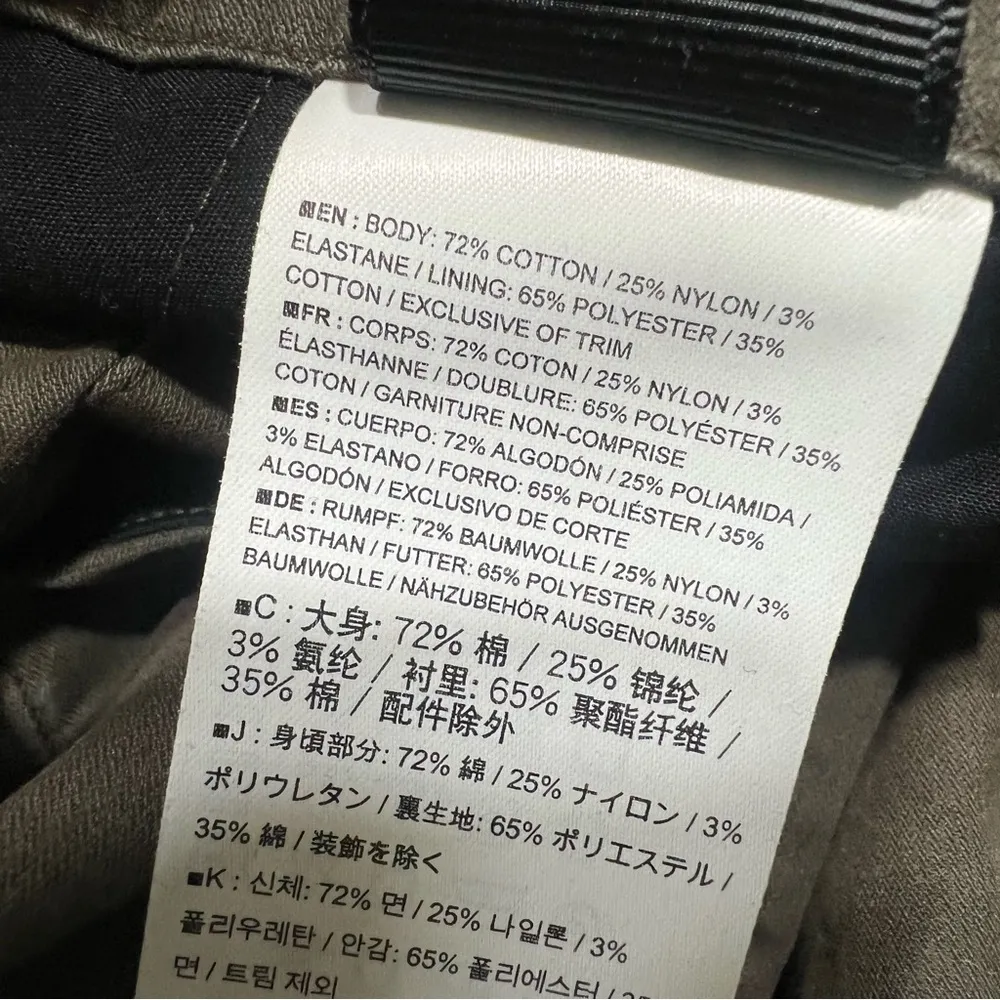 EN : BODY: 72% COTTON / 25% NYLON / 3%
ELASTANE / LINING: 65% POLYESTER / 35%
COTTON / EXCLUSIVE OF TRIM
FR : CORPS: 72% COTON / 25% NYLON / 3%
ÉLASTHANNE / DOUBLURE: 65% POLYÉSTER / 35%
COTON / GARNITURE NON-COMPRISE
ES : CUERPO: 72% ALGODÓN / 25% POLIAMIDA /
3% ELASTANO / FORRO: 65% POLIÉSTER / 35%
ALGODÓN / EXCLUSIVO DE CORTE
DE : RUMPF: 72% BAUMWOLLE / 25% NYLON / 3%
ELASTHAN / FUTTER: 65% POLYESTER / 35%
BAUMWOLLE / NÄHZUBEHÖR AUSGENOMMEN
C : 大身: 72% 棉 / 25% 锦纶 /
3% 氨纶 / 衬里: 65% 聚酯纤维 /
35% 棉 / 配件除外
J : 身頃部分: 72% 綿 / 25% ナイロン / 3%
ポリウレタン / 裏生地: 65% ポリエステル /
35% 綿 / 装飾を除く
K : 신체: 72% 면 / 25% 나일론 / 3%
폴리우레탄 / 안감: 65% 폴리에스터 /
면 / 트림 제외